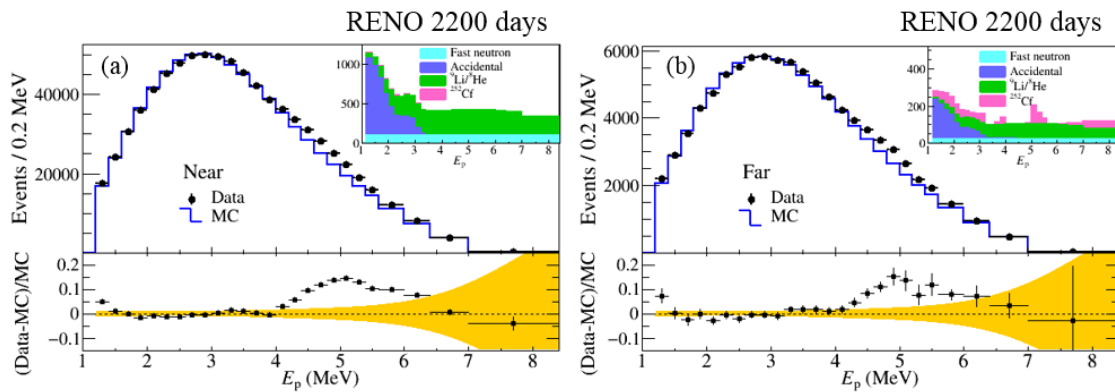 RENO 2200 days
(a)
Fast neutron
Accidental
⁹Li/⁸He
²⁵²Cf
1000
500
0
1 2 3 4 5 6 7 8
Eₚ
Events / 0.2 MeV
40000
20000
Near
Data
MC
(Data-MC)/MC
0.2
0.1
0
−0.1
1 2 3 4 5 6 7 8
Eₚ (MeV)
RENO 2200 days
(b)
Fast neutron
Accidental
⁹Li/⁸He
²⁵²Cf
400
200
0
1 2 3 4 5 6 7 8
Eₚ
Events / 0.2 MeV
6000
4000
2000
Far
Data
MC
(Data-MC)/MC
0.2
0.1
0
−0.1
1 2 3 4 5 6 7 8
Eₚ (MeV)